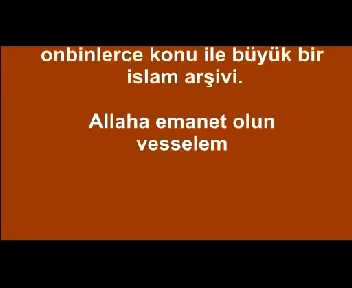 onbinlerce konu ile büyük bir
islam arşivi.
Allaha emanet olun
vesselem